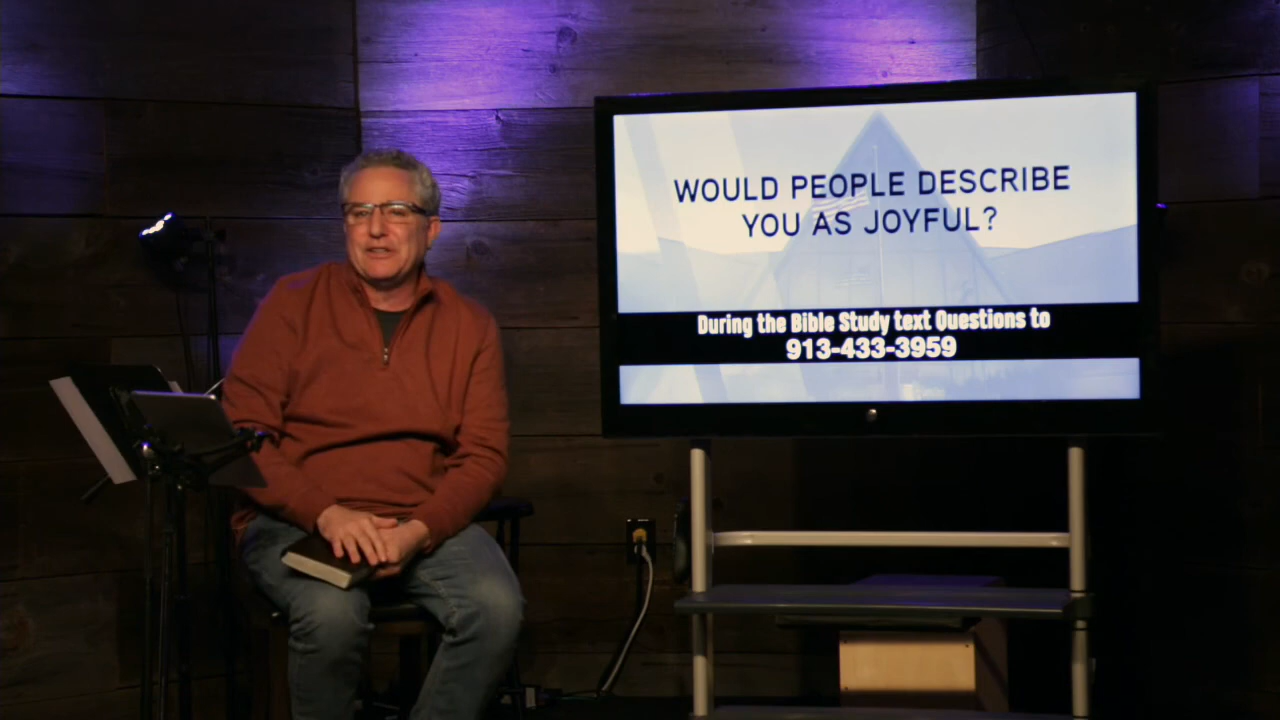 WOULD PEOPLE DESCRIBE
YOU AS JOYFUL?
During the Bible Study text Questions to
913-433-3959